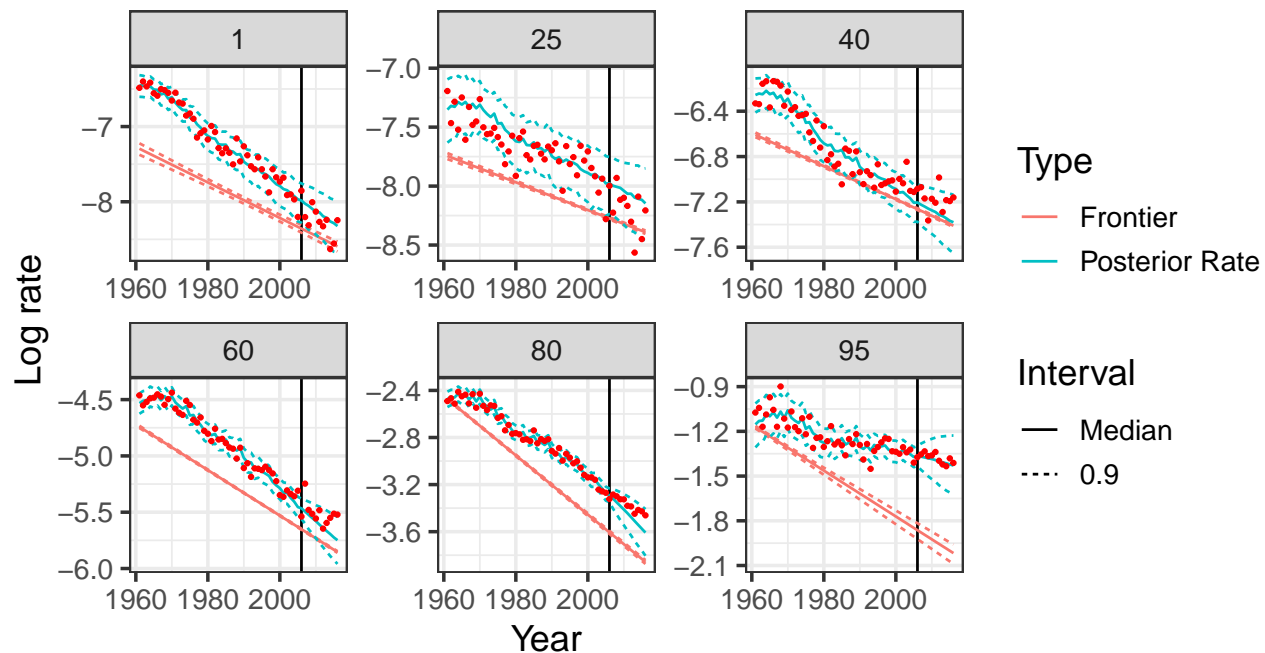 1 25 40
−7
−8
−7.0
−7.5
−8.0
−8.5
−6.4
−6.8
−7.2
−7.6
1960 1980 2000 1960 1980 2000 1960 1980 2000
60 80 95
−4.5
−5.0
−5.5
−6.0
−2.4
−2.8
−3.2
−3.6
−0.9
−1.2
−1.5
−1.8
−2.1
1960 1980 2000 1960 1980 2000 1960 1980 2000
Year
Log rate
Type
Frontier
Posterior Rate
Interval
Median
0.9